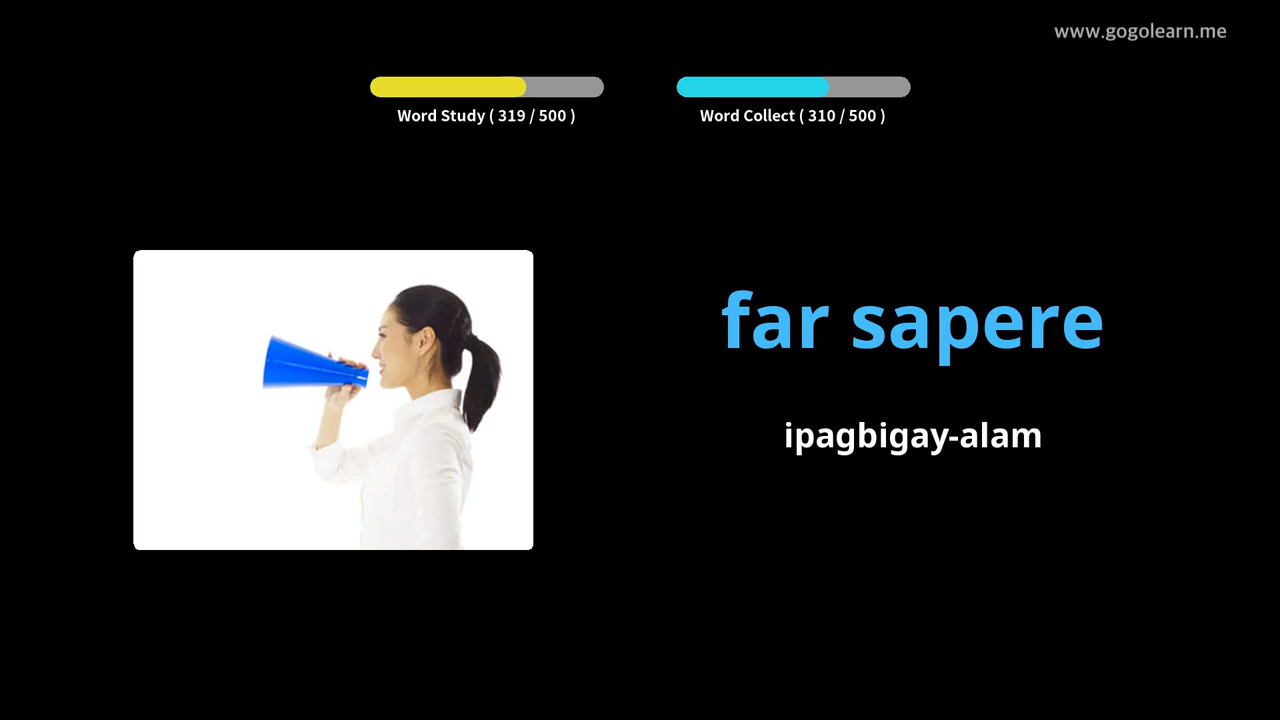 www.gogolearn.me
Word Study ( 319 / 500 )
Word Collect ( 310 / 500 )
far sapere
ipagbigay-alam